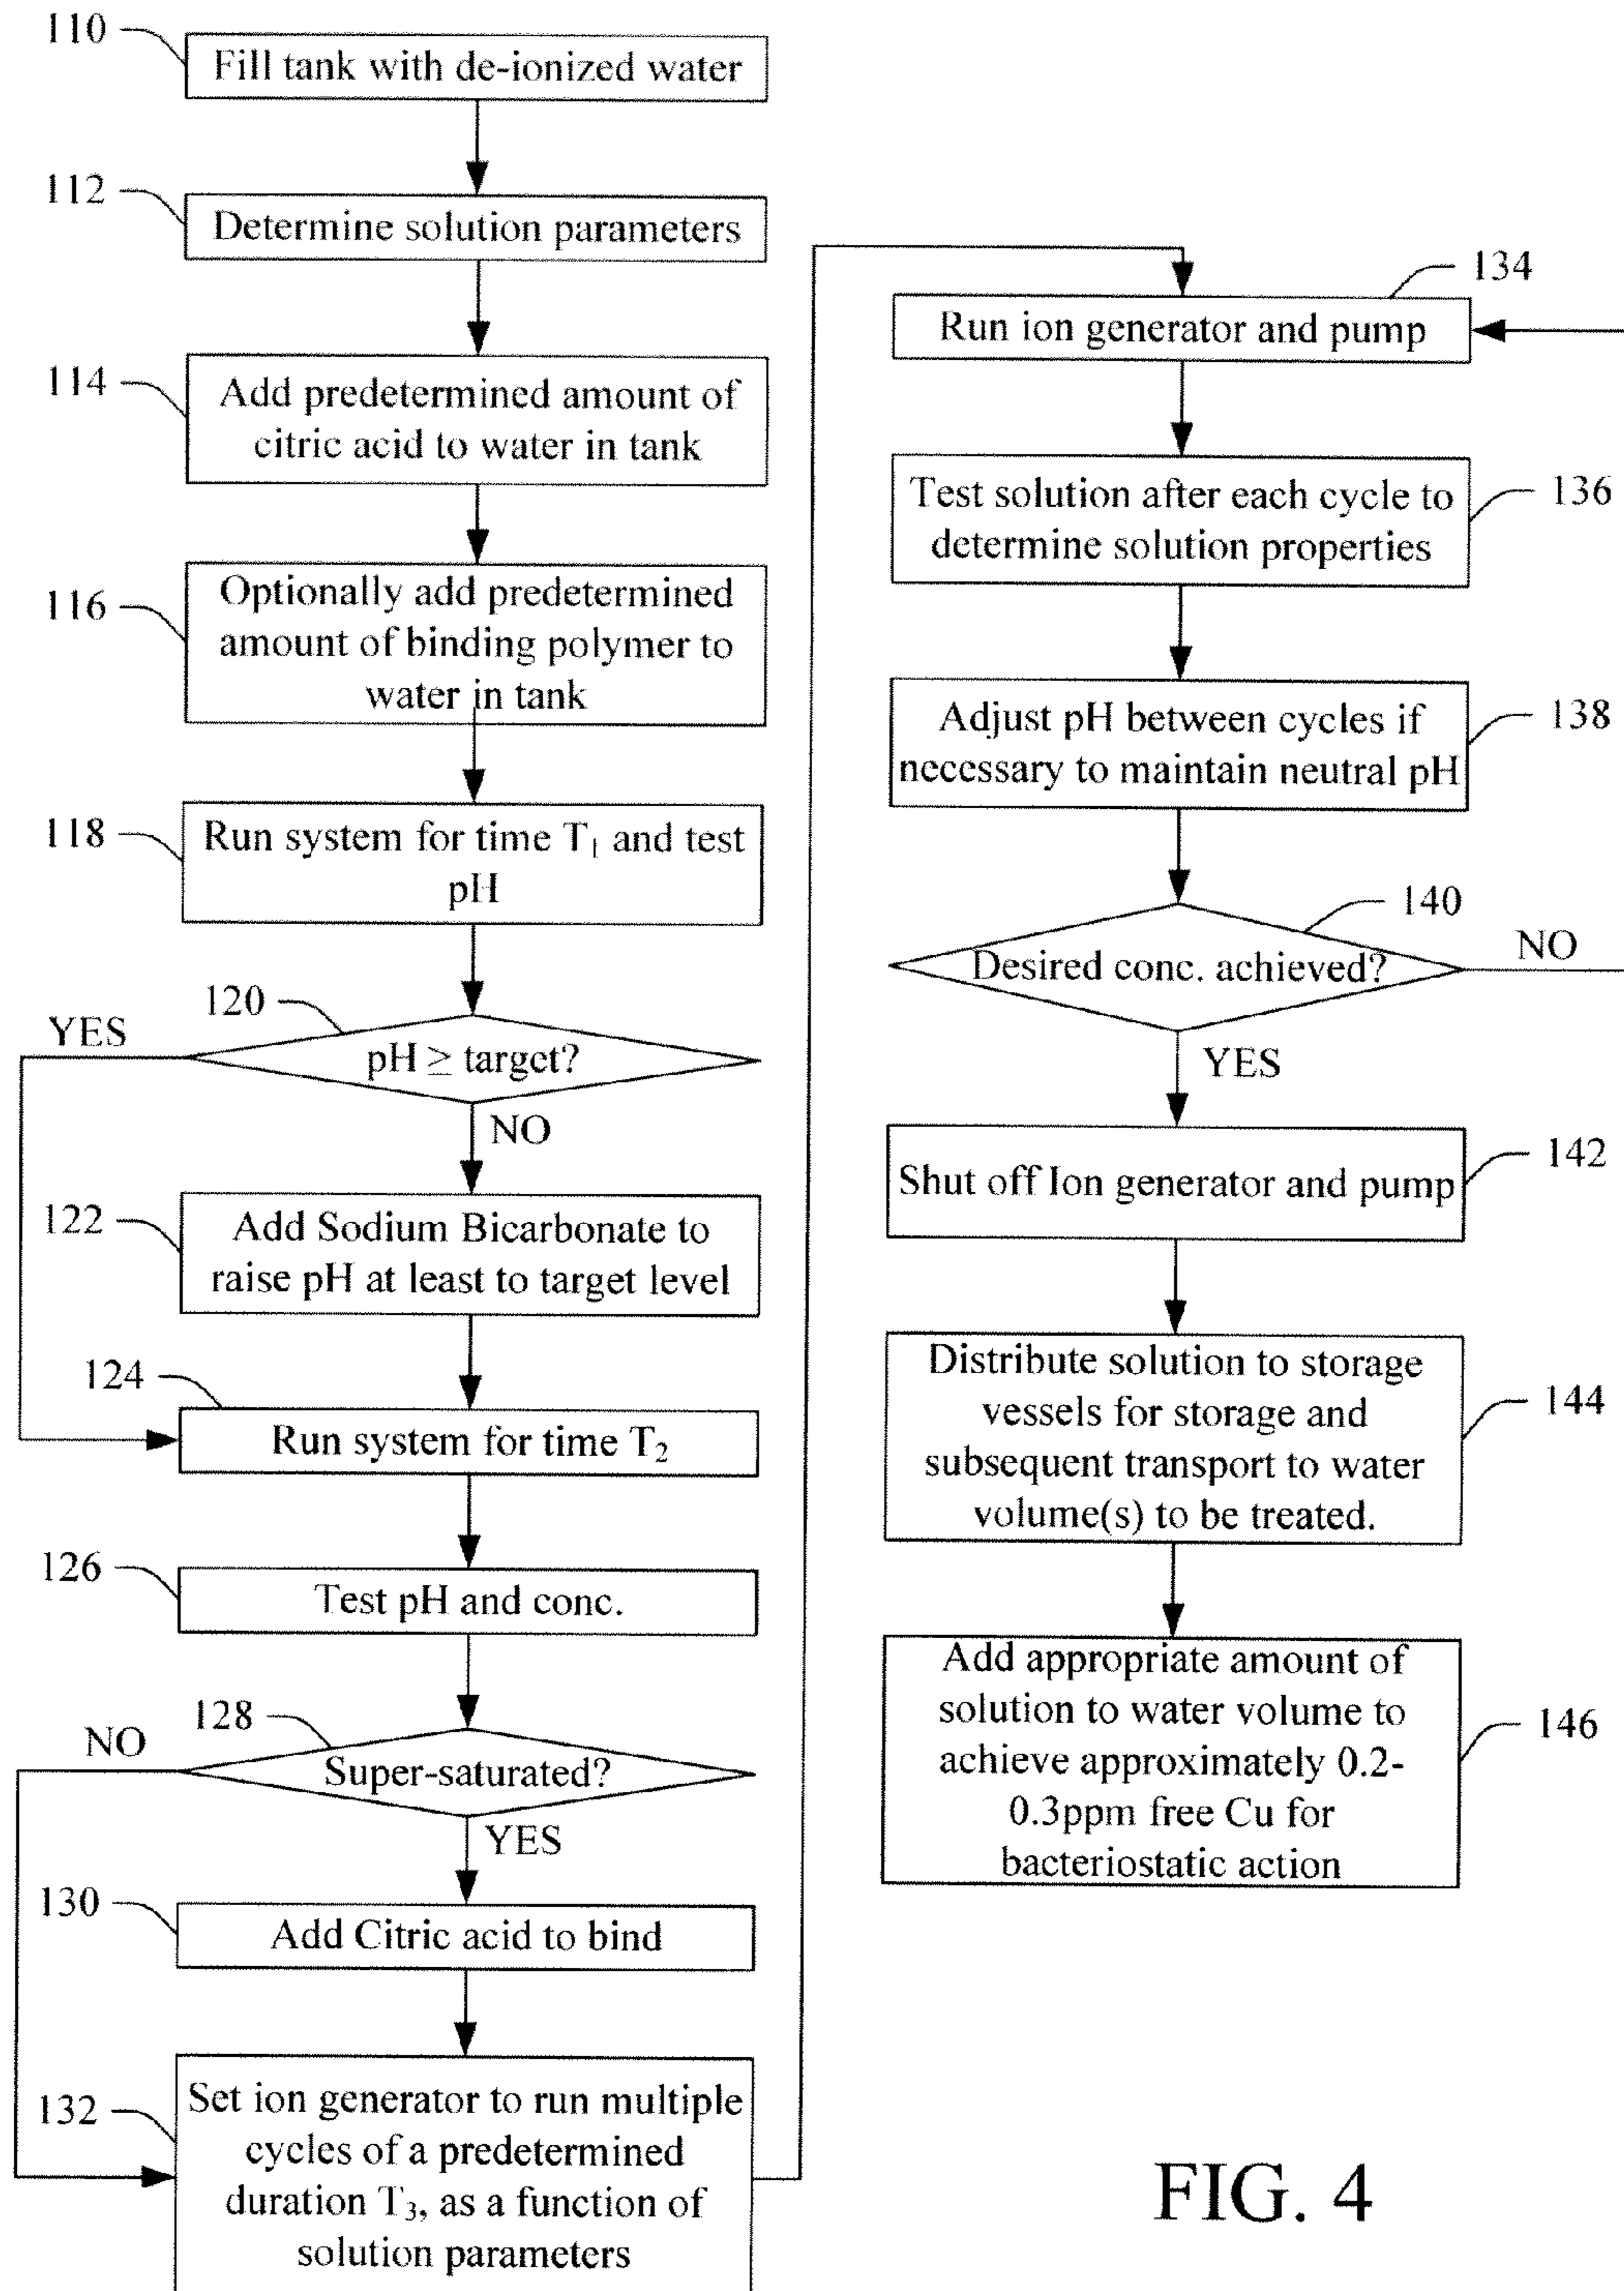 110
Fill tank with de-ionized water
112
Determine solution parameters
114
Add predetermined amount of
citric acid to water in tank
116
Optionally add predetermined
amount of binding polymer to
water in tank
118
Run system for time T₁ and test
pH
120
YES
pH ≥ target?
NO
122
Add Sodium Bicarbonate to
raise pH at least to target level
124
Run system for time T₂
126
Test pH and conc.
128
NO
Super-saturated?
YES
130
Add Citric acid to bind
132
Set ion generator to run multiple
cycles of a predetermined
duration T₃, as a function of
solution parameters
134
Run ion generator and pump
136
Test solution after each cycle to
determine solution properties
138
Adjust pH between cycles if
necessary to maintain neutral pH
140
Desired conc. achieved?
NO
YES
142
Shut off Ion generator and pump
144
Distribute solution to storage
vessels for storage and
subsequent transport to water
volume(s) to be treated.
146
Add appropriate amount of
solution to water volume to
achieve approximately 0.2-
0.3ppm free Cu for
bacteriostatic action
FIG. 4